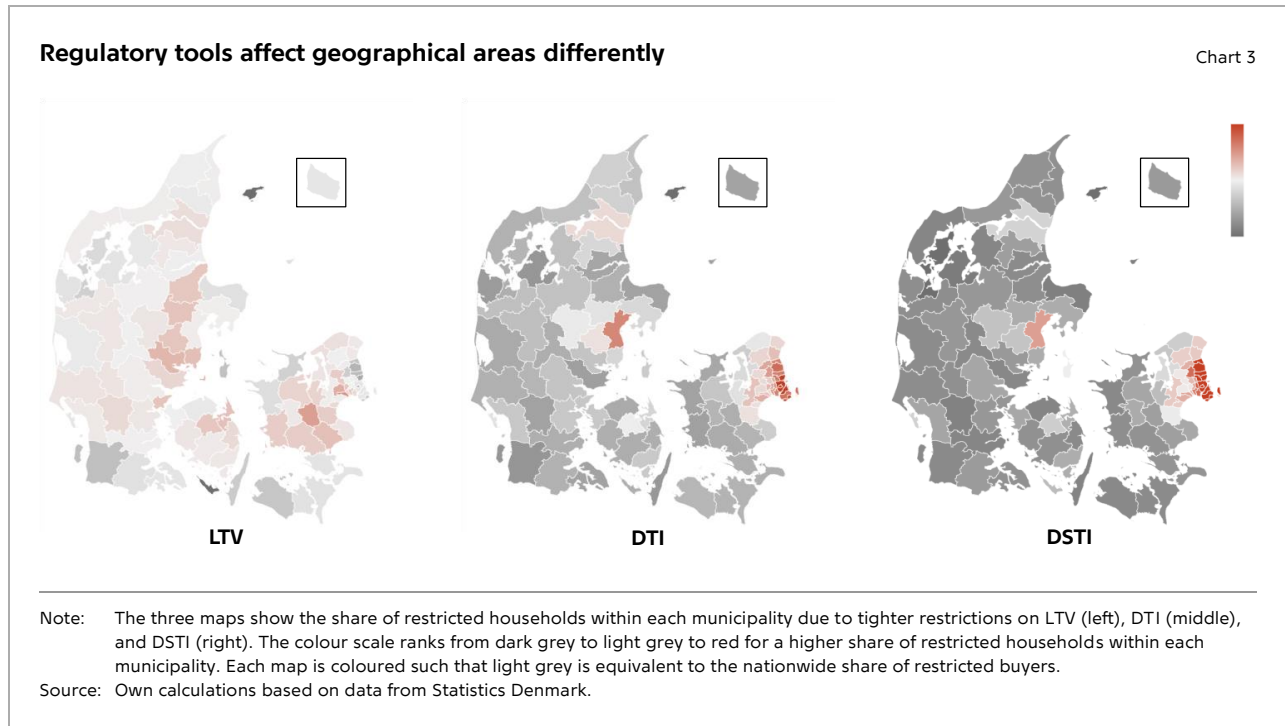 Regulatory tools affect geographical areas differently
Chart 3
LTV
DTI
DSTI
Note: The three maps show the share of restricted households within each municipality due to tighter restrictions on LTV (left), DTI (middle),
and DSTI (right). The colour scale ranks from dark grey to light grey to red for a higher share of restricted households within each
municipality. Each map is coloured such that light grey is equivalent to the nationwide share of restricted buyers.
Source: Own calculations based on data from Statistics Denmark.